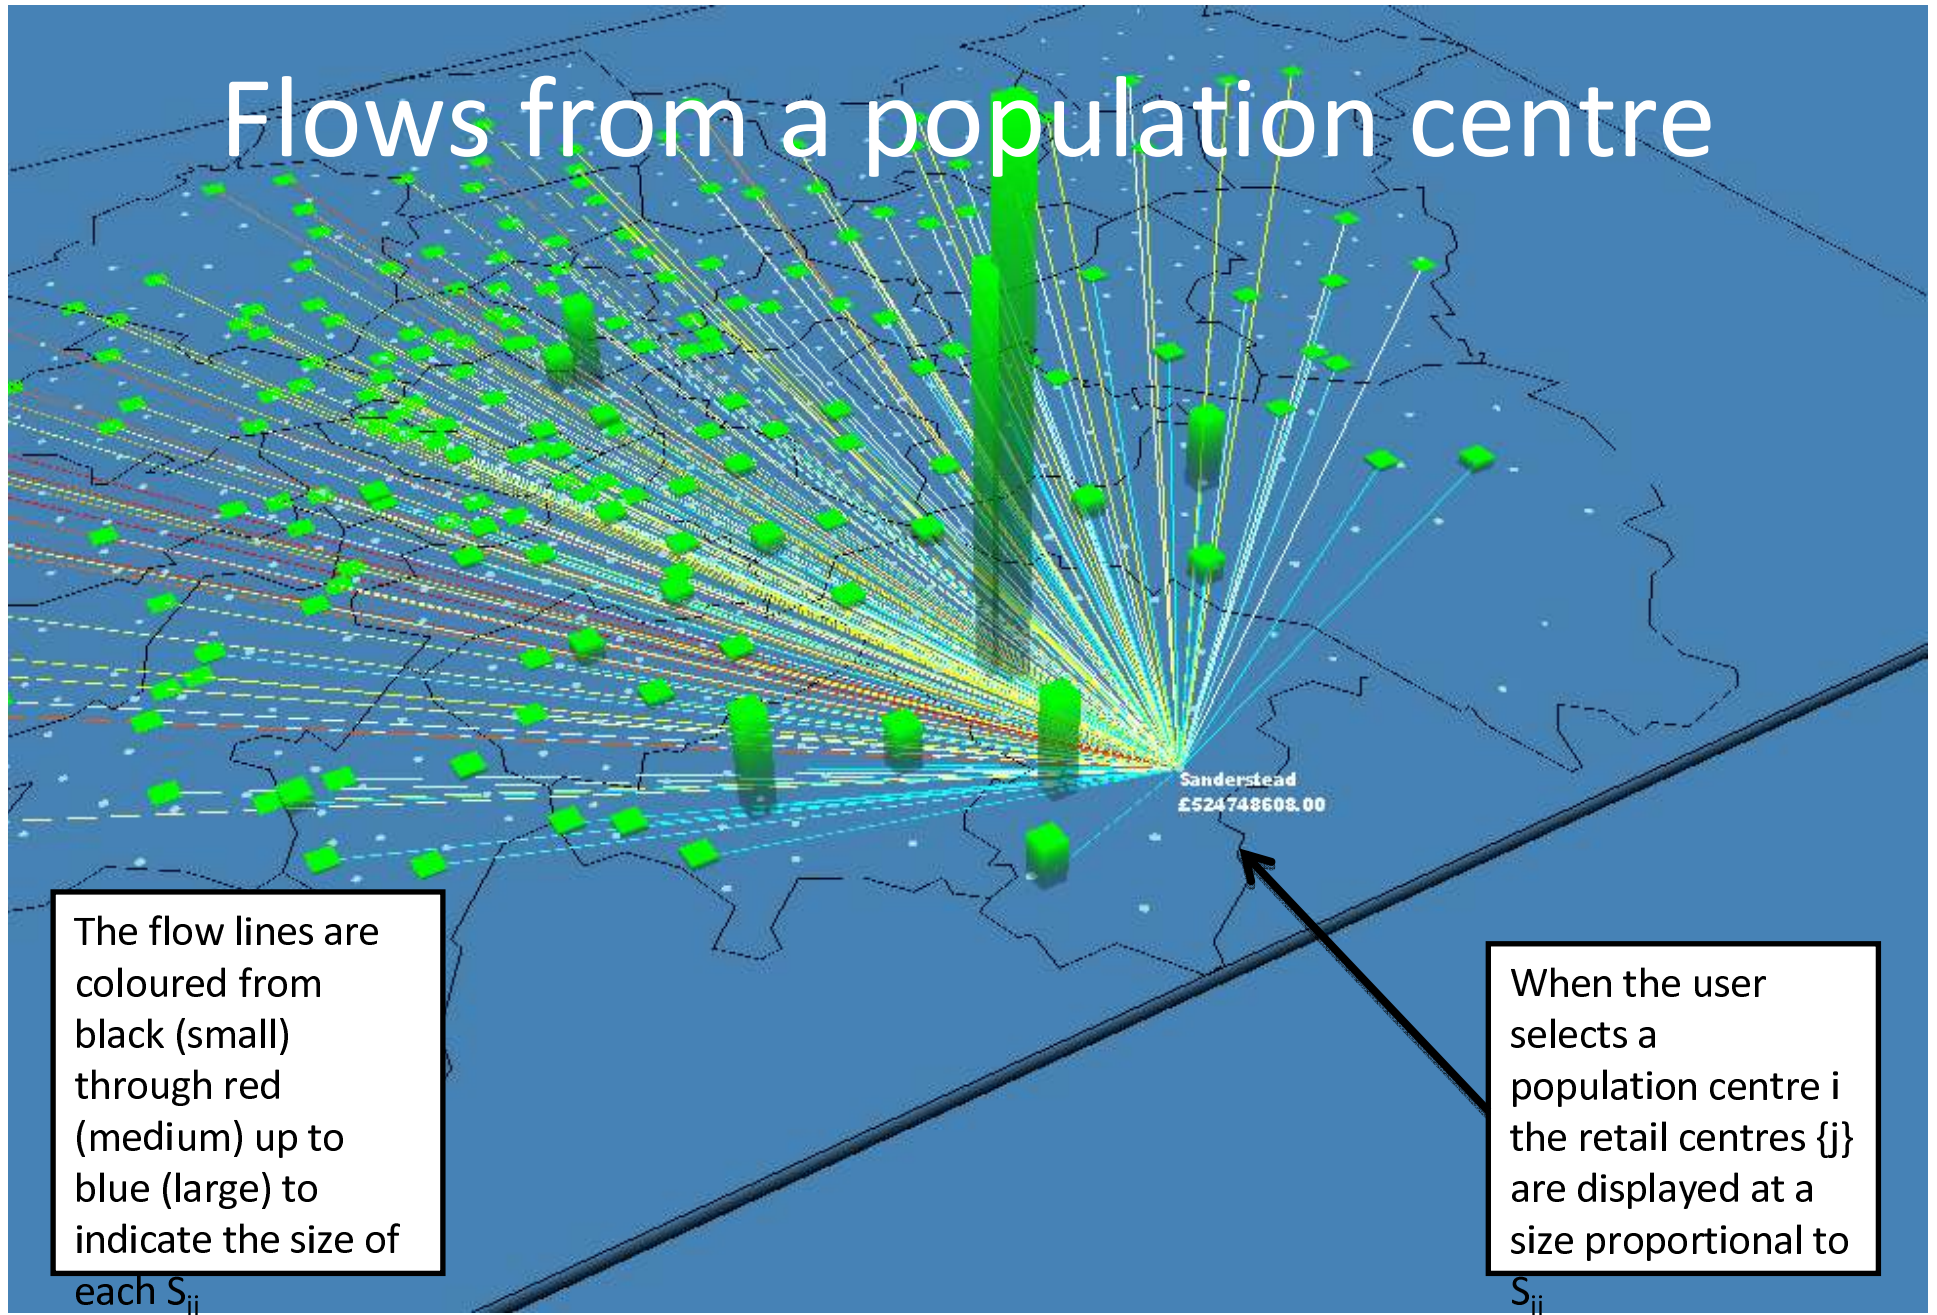 Flows from a population centre
Sanderstead
£524748608.00
The flow lines are
coloured from
black (small)
through red
(medium) up to
blue (large) to
indicate the size of
each Sij
When the user
selects a
population centre i
the retail centres {j}
are displayed at a
size proportional to
Sij